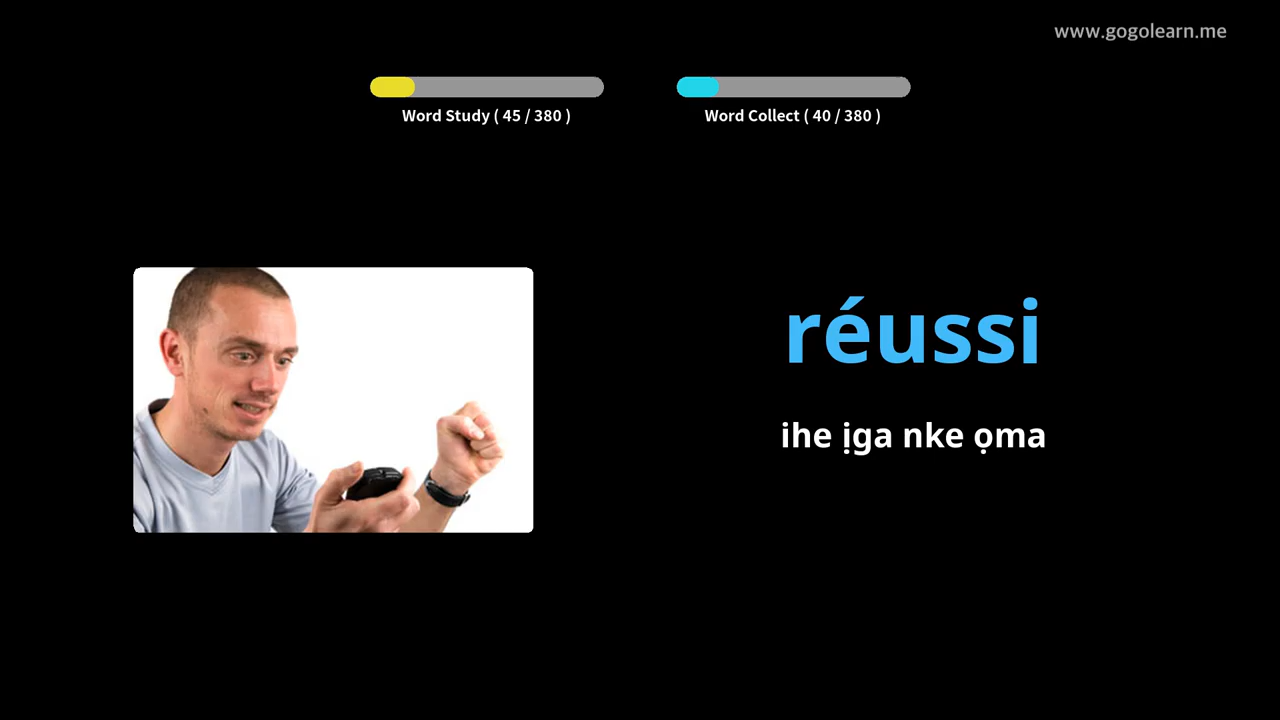 www.gogolearn.me
Word Study ( 45 / 380 )
Word Collect ( 40 / 380 )
réussi
ihe ịga nke ọma